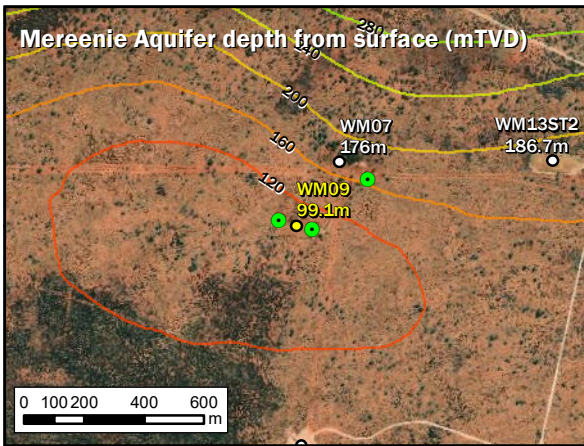 Mereenie Aquifer depth from surface (mTVD)
280
240
200
160
120
WM07
176m
WM13ST2
186.7m
WM09
99.1m
0 100 200 400 600
m